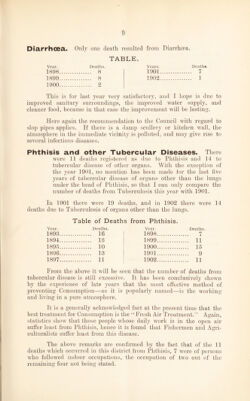 9
Diarrhœa. Only one death resulted from Diarrhœa.
TABLE.
Year. Deaths. Year. Deaths.
1898 8 1901 7
1899 8 1902 1
1900 2
This is for last year very satisfactory, and I hope is due to
improved sanitary surroundings, the improved water supply, and
cleaner food, because in that case the improvement will be lasting.
Here again the recommendation to the Council with regard to
slop pipes applies. If there is a damp scullery or kitchen wall, the
atmosphere in the immediate vicinity is polluted, and may give rise to
several infectious diseases.
Phthisis and other Tubercular Diseases. There
were 11 deaths registered as due to Phthisis and 14 to
tubercular disease of other organs. With the exception of
the year 1901, no mention has been made for the last five
years of tubercular disease of organs other than the lungs
under the head of Phthisis, so that I can only compare the
number of deaths from Tuberculosis this year with 1901.
In 1901 there were 19 deaths, and in 1902 there were 14
deaths due to Tuberculosis of organs other than the lungs.
Table of Deaths from Phthisis.
Year. Deaths. Year. Deaths.
1893 16 1898 7
1894 13 1899 11
1895 10 1900 15
1896 13 1901 9
1897 11 1902 11
From the above it will be seen that the number of deaths from
tubercular disease is still excessive. It has been conclusively shown
by the experience of late years that the most effective method of
preventing Consumption—as it is popularly named—is the working
and living in a pure atmosphere.
It is a generally acknowledged fact at the present time that the
best treatment for Consumption is the "Fresh Air Treatment." Again,
statistics show that those people whose daily work is in the open air
suffer least from Phthisis, hence it is found that Fishermen and Agri-
culturalists suffer least from this disease.
The above remarks are confirmed by the fact that of the 11
deaths which occurred in this district from Phthisis, 7 were of persons
who followed indoor occupations, the occupation of two out of the
remaining four not being stated.